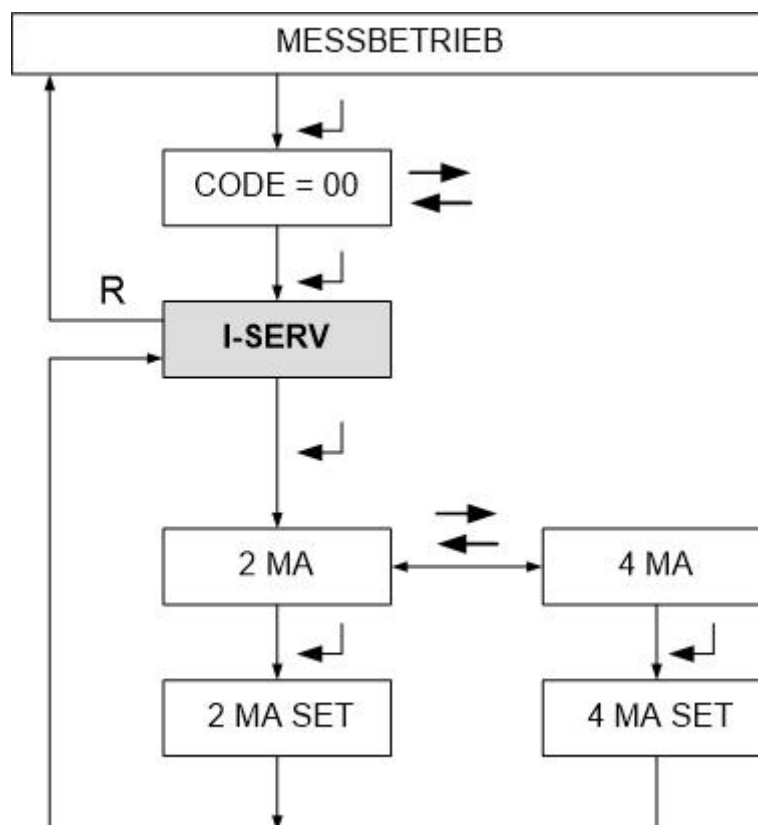 MESSBETRIEB
CODE = 00
R
I-SERV
2 MA
4 MA
2 MA SET
4 MA SET